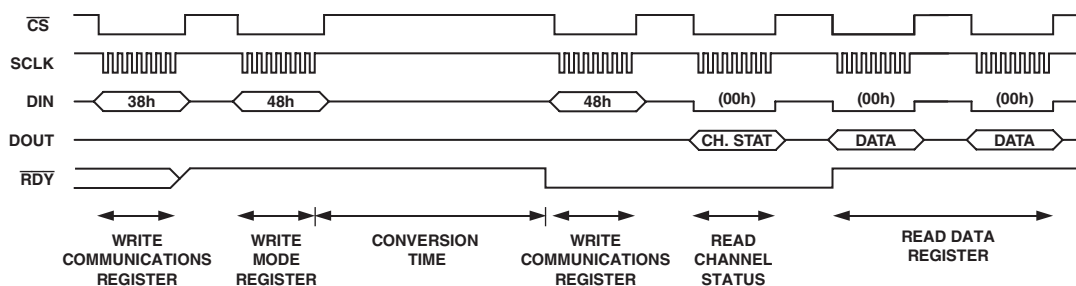 CS
SCLK
DIN 38h 48h 48h (00h) (00h) (00h)
DOUT CH. STAT DATA DATA
RDY
WRITE COMMUNICATIONS REGISTER
WRITE MODE REGISTER
CONVERSION TIME
WRITE COMMUNICATIONS REGISTER
READ CHANNEL STATUS
READ DATA REGISTER